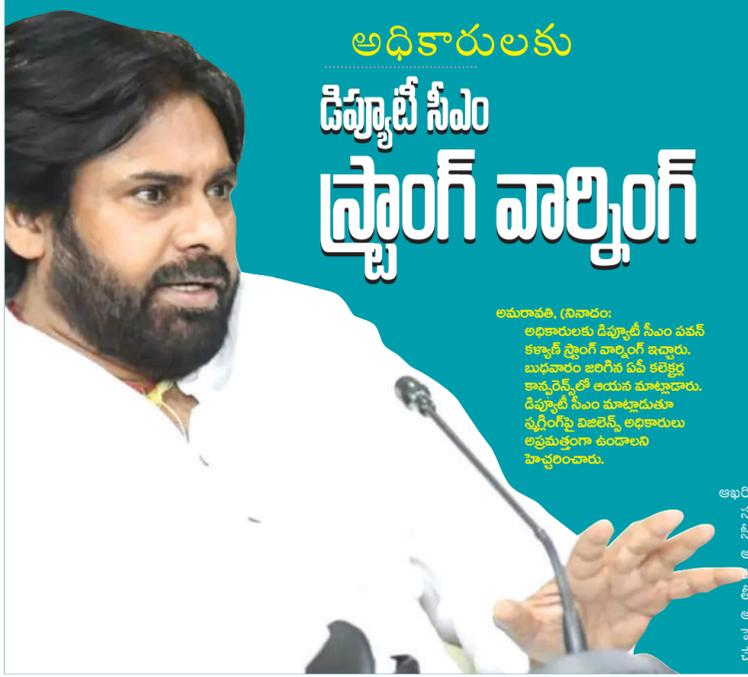 అధికారులకు
డిప్యూటీ సీఎం
స్ట్రాంగ్ వార్నింగ్
అమరావతి, (నినాదం:
అధికారులకు డిప్యూటీ సీఎం పవన్
కళ్యాణ్ స్ట్రాంగ్ వార్నింగ్ ఇచ్చారు.
బుధవారం జరిగిన ఏపీ కలెక్టర్ల
కాన్ఫరెన్స్‌లో ఆయన మాట్లాడారు.
డిప్యూటీ సీఎం మాట్లాడుతూ
స్మగ్లింగ్‌పై విజిలెన్స్ అధికారులు
అప్రమత్తంగా ఉండాలని
హెచ్చరించారు.